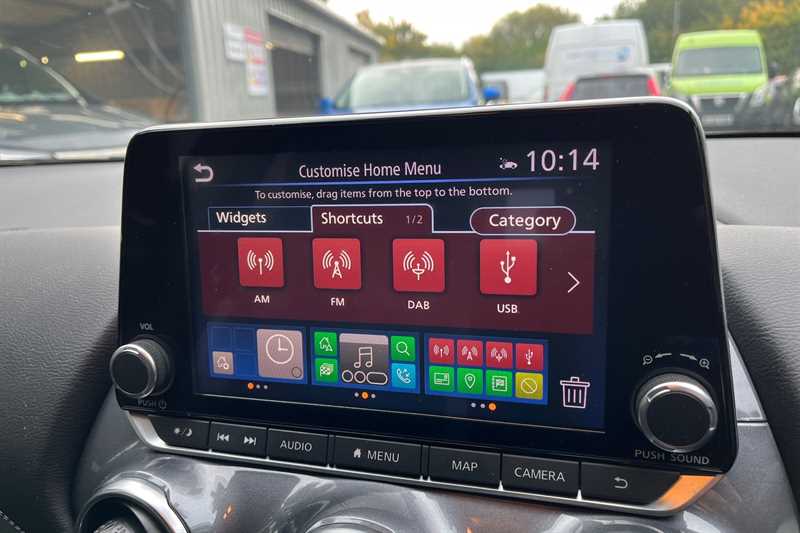 Customise Home Menu
10:14
To customise, drag items from the top to the bottom.
Widgets
Shortcuts 1/2
Category
AM
FM
DAB
USB
VOL
PUSH
AUDIO
MENU
MAP
CAMERA
PUSH SOUND